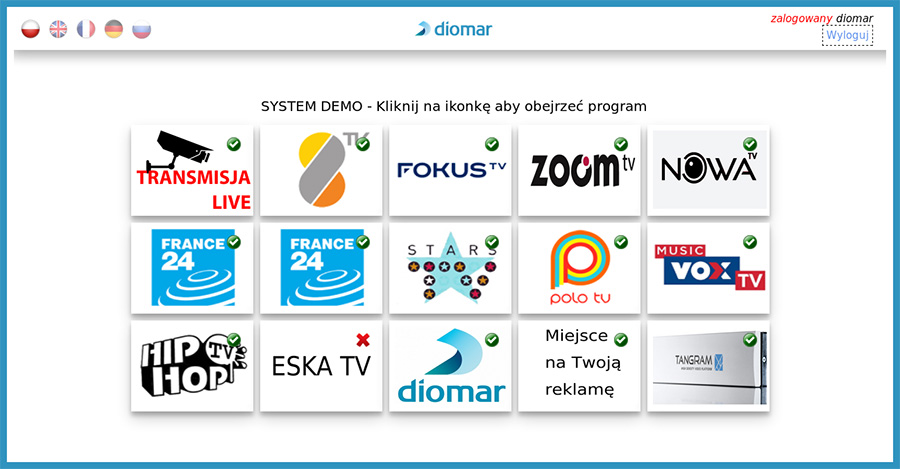 diomar
zalogowany diomar
Wyloguj
SYSTEM DEMO - Kliknij na ikonkę aby obejrzeć program
TRANSMISJA
LIVE
FOKUS TV
ZOOM tv
NOWA TV
FRANCE
24
FRANCE
24
STARS
polo tv
MUSIC
VOX
TV
HIP
HOP
TV
ESKA TV
diomar
Miejsce
na Twoją
reklamę
TANGRAM